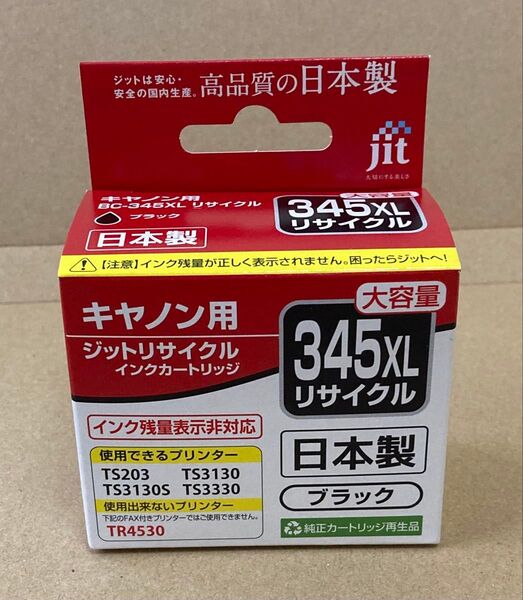 ジットは安心・
安全の国内生産。
高品質の日本製
jit
大切にする楽しさ
キヤノン用
BC-345XL リサイクル
ブラック
日本製
大容量
345XL
リサイクル
【注意】インク残量が正しく表示されません。困ったらジットへ!
キヤノン用
ジットリサイクル
インクカートリッジ
大容量
345XL
リサイクル
インク残量表示非対応
日本製
使用できるプリンター
TS203 TS3130
TS3130S TS3330
使用出来ないプリンター
下記のFAX付きプリンターではご使用できません。
TR4530
ブラック
純正カートリッジ再生品